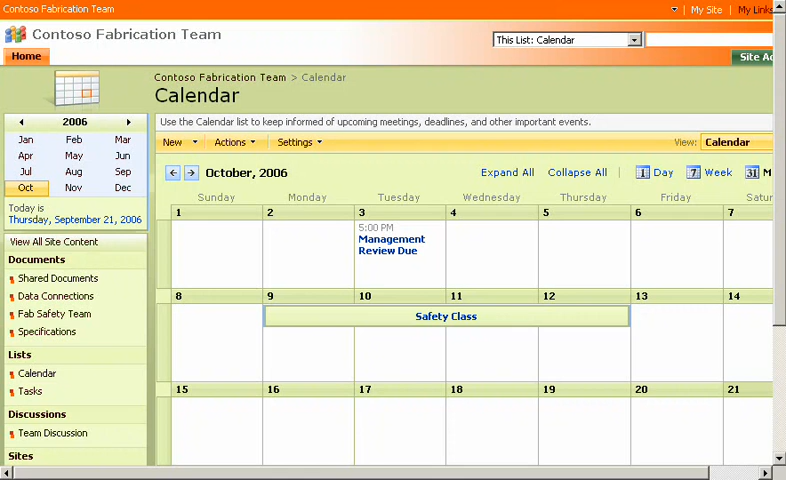 Contoso Fabrication Team
My Site
My Links
Contoso Fabrication Team
This List: Calendar
Home
Site Ac
Contoso Fabrication Team > Calendar
Calendar
2006
Jan Feb Mar
Apr May Jun
Jul Aug Sep
Oct Nov Dec
Today is
Thursday, September 21, 2006
Use the Calendar list to keep informed of upcoming meetings, deadlines, and other important events.
New Actions Settings View: Calendar
October, 2006 Expand All Collapse All 1 Day 7 Week 31 M
Sunday Monday Tuesday Wednesday Thursday Friday Satur
1 2 3 4 5 6 7
5:00 PM
Management
Review Due
8 9 10 11 12 13 14
Safety Class
15 16 17 18 19 20 21
View All Site Content
Documents
Shared Documents
Data Connections
Fab Safety Team
Specifications
Lists
Calendar
Tasks
Discussions
Team Discussion
Sites